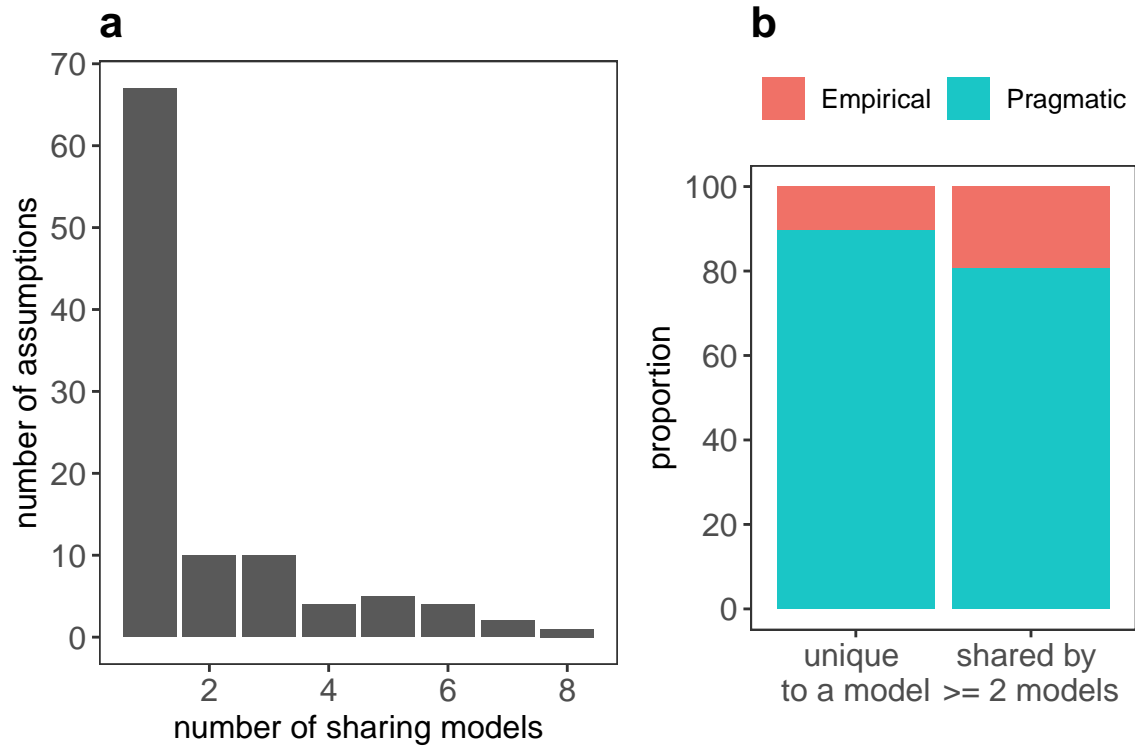 a
number of assumptions
70
60
50
40
30
20
10
0
2 4 6 8
number of sharing models
b
Empirical Pragmatic
proportion
100
80
60
40
20
0
unique
to a model
shared by
>= 2 models